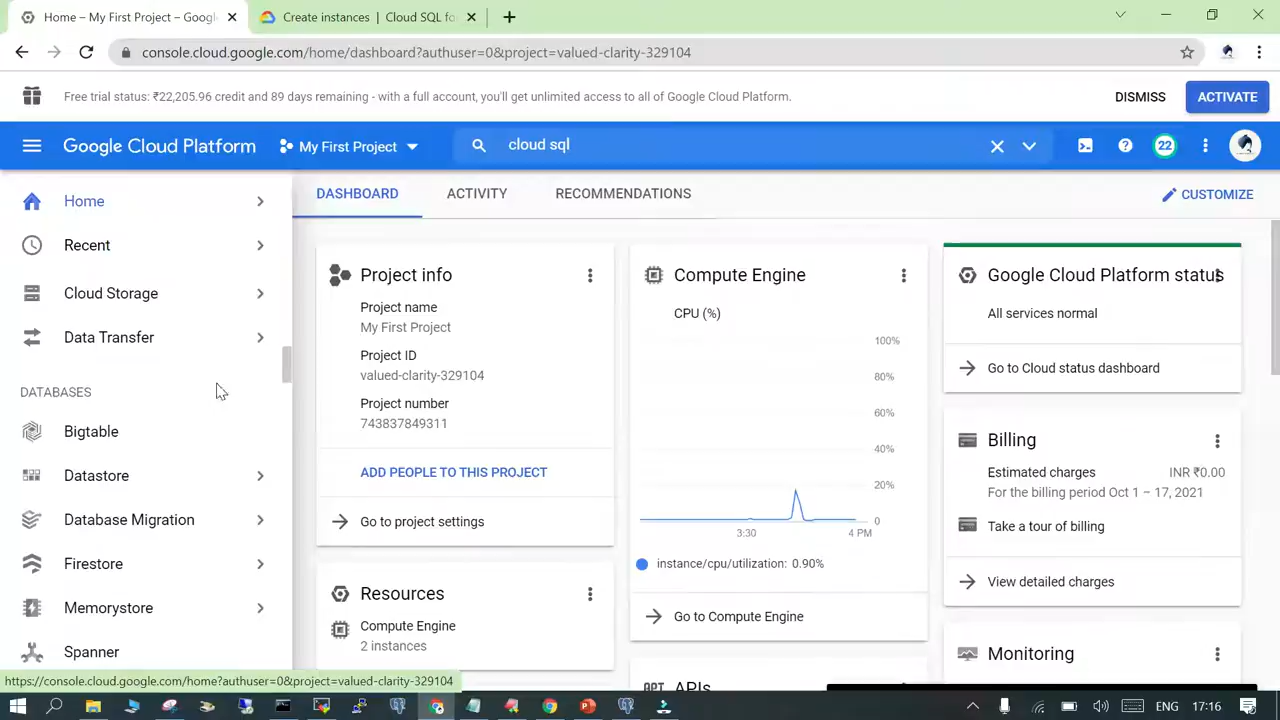 Home – My First Project – Googl
Create instances | Cloud SQL fo
console.cloud.google.com/home/dashboard?authuser=0&project=valued-clarity-329104
Free trial status: ₹22,205.96 credit and 89 days remaining - with a full account, you'll get unlimited access to all of Google Cloud Platform.
DISMISS
ACTIVATE
Google Cloud Platform
My First Project
cloud sql
22
Home
Recent
Cloud Storage
Data Transfer
DATABASES
Bigtable
Datastore
Database Migration
Firestore
Memorystore
Spanner
DASHBOARD
ACTIVITY
RECOMMENDATIONS
CUSTOMIZE
Project info
Project name
My First Project
Project ID
valued-clarity-329104
Project number
743837849311
ADD PEOPLE TO THIS PROJECT
Go to project settings
Resources
Compute Engine
2 instances
Compute Engine
CPU (%)
100%
80%
60%
40%
20%
0
3:30
4 PM
instance/cpu/utilization: 0.90%
Go to Compute Engine
API
APIs
Google Cloud Platform status
All services normal
Go to Cloud status dashboard
Billing
Estimated charges
INR ₹0.00
For the billing period Oct 1 – 17, 2021
Take a tour of billing
View detailed charges
Monitoring
https://console.cloud.google.com/home?authuser=0&project=valued-clarity-329104
ENG
17:16